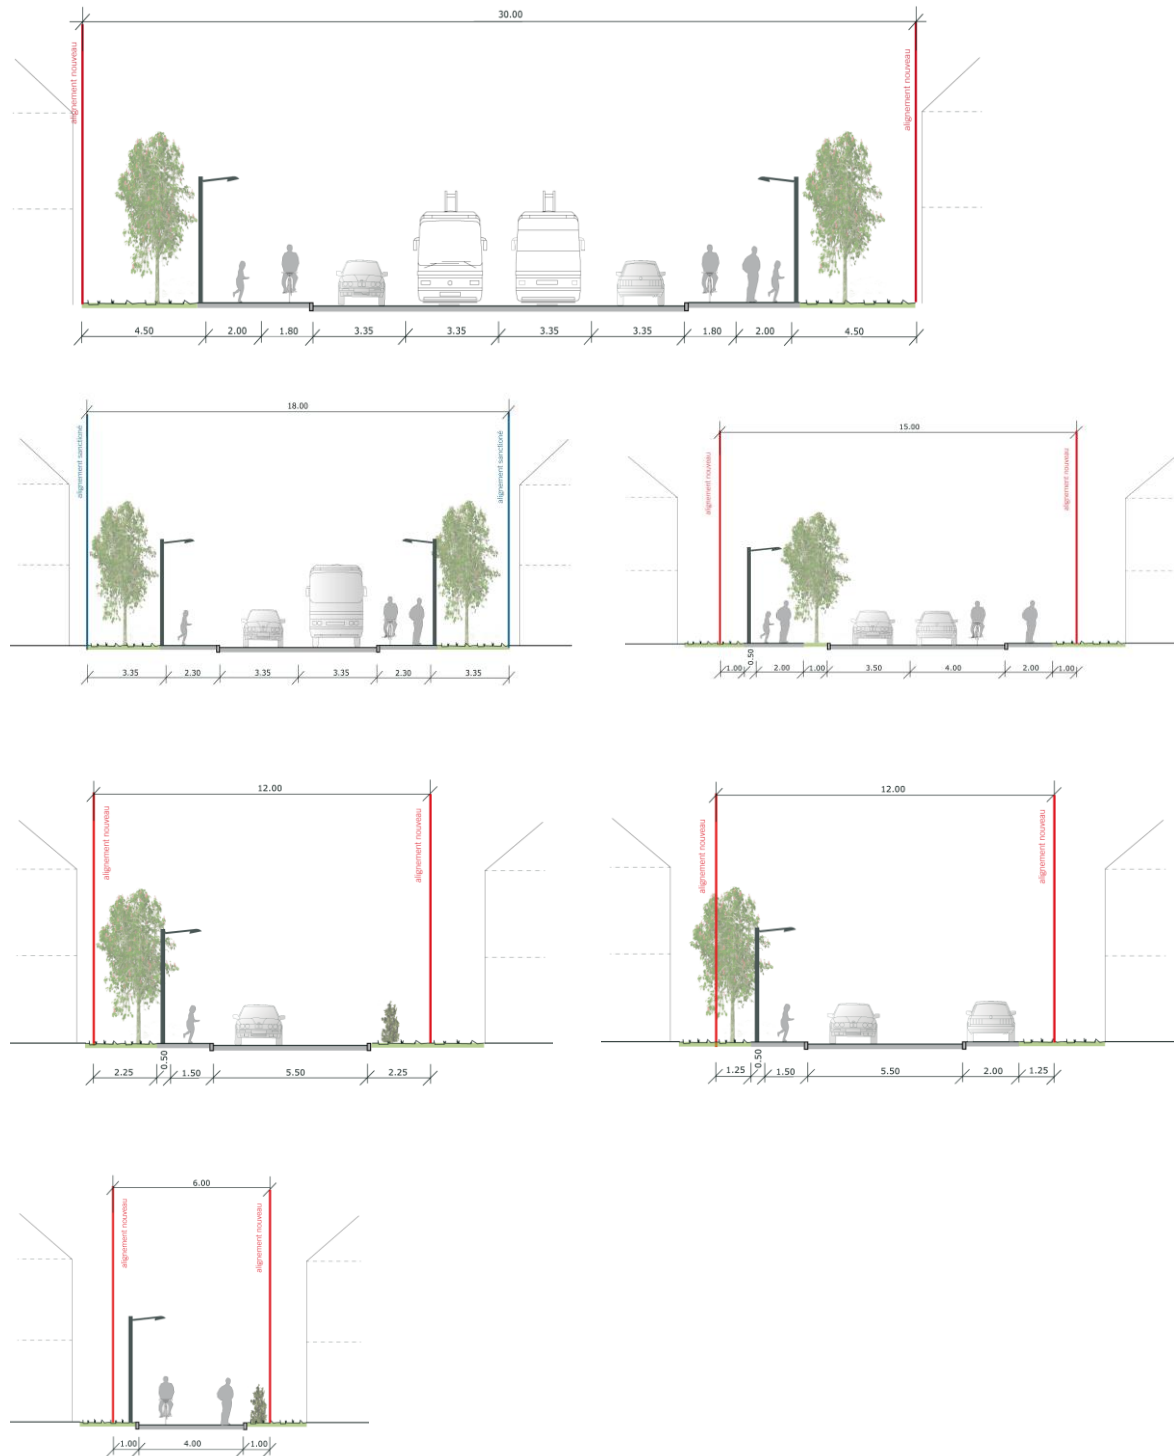 30.00
alignement nouveau
alignement nouveau
4.50 2.00 1.80 3.35 3.35 3.35 3.35 1.80 2.00 4.50
18.00
alignement sanctioné
alignement sanctioné
3.35 2.30 3.35 3.35 2.30 3.35
15.00
alignement nouveau
alignement nouveau
1.00 0.50 2.00 1.00 3.50 4.00 2.00 1.00
12.00
alignement nouveau
alignement nouveau
2.25 0.50 1.50 5.50 2.25
12.00
alignement nouveau
alignement nouveau
1.25 0.50 1.50 5.50 2.00 1.25
6.00
alignement nouveau
alignement nouveau
1.00 4.00 1.00